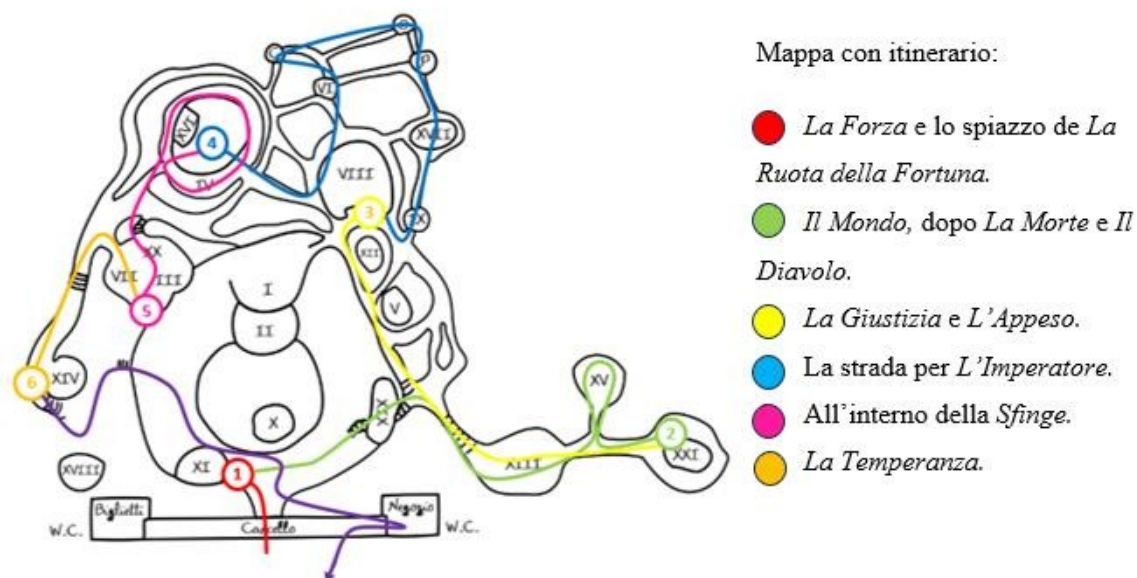 Mappa con itinerario:
La Forza e lo spiazzo de La
Ruota della Fortuna.
Il Mondo, dopo La Morte e Il
Diavolo.
La Giustizia e L'Appeso.
La strada per L'Imperatore.
All'interno della Sfinge.
La Temperanza.
P
VI
XVI
4
XVII
IV
VIII
3
IX
XX
XII
VII
III
I
5
V
II
XIV
6
XV
XIX
X
2
XXI
XI
1
XIII
XVIII
Biglietti
Negozio
W.C.
Cancello
W.C.